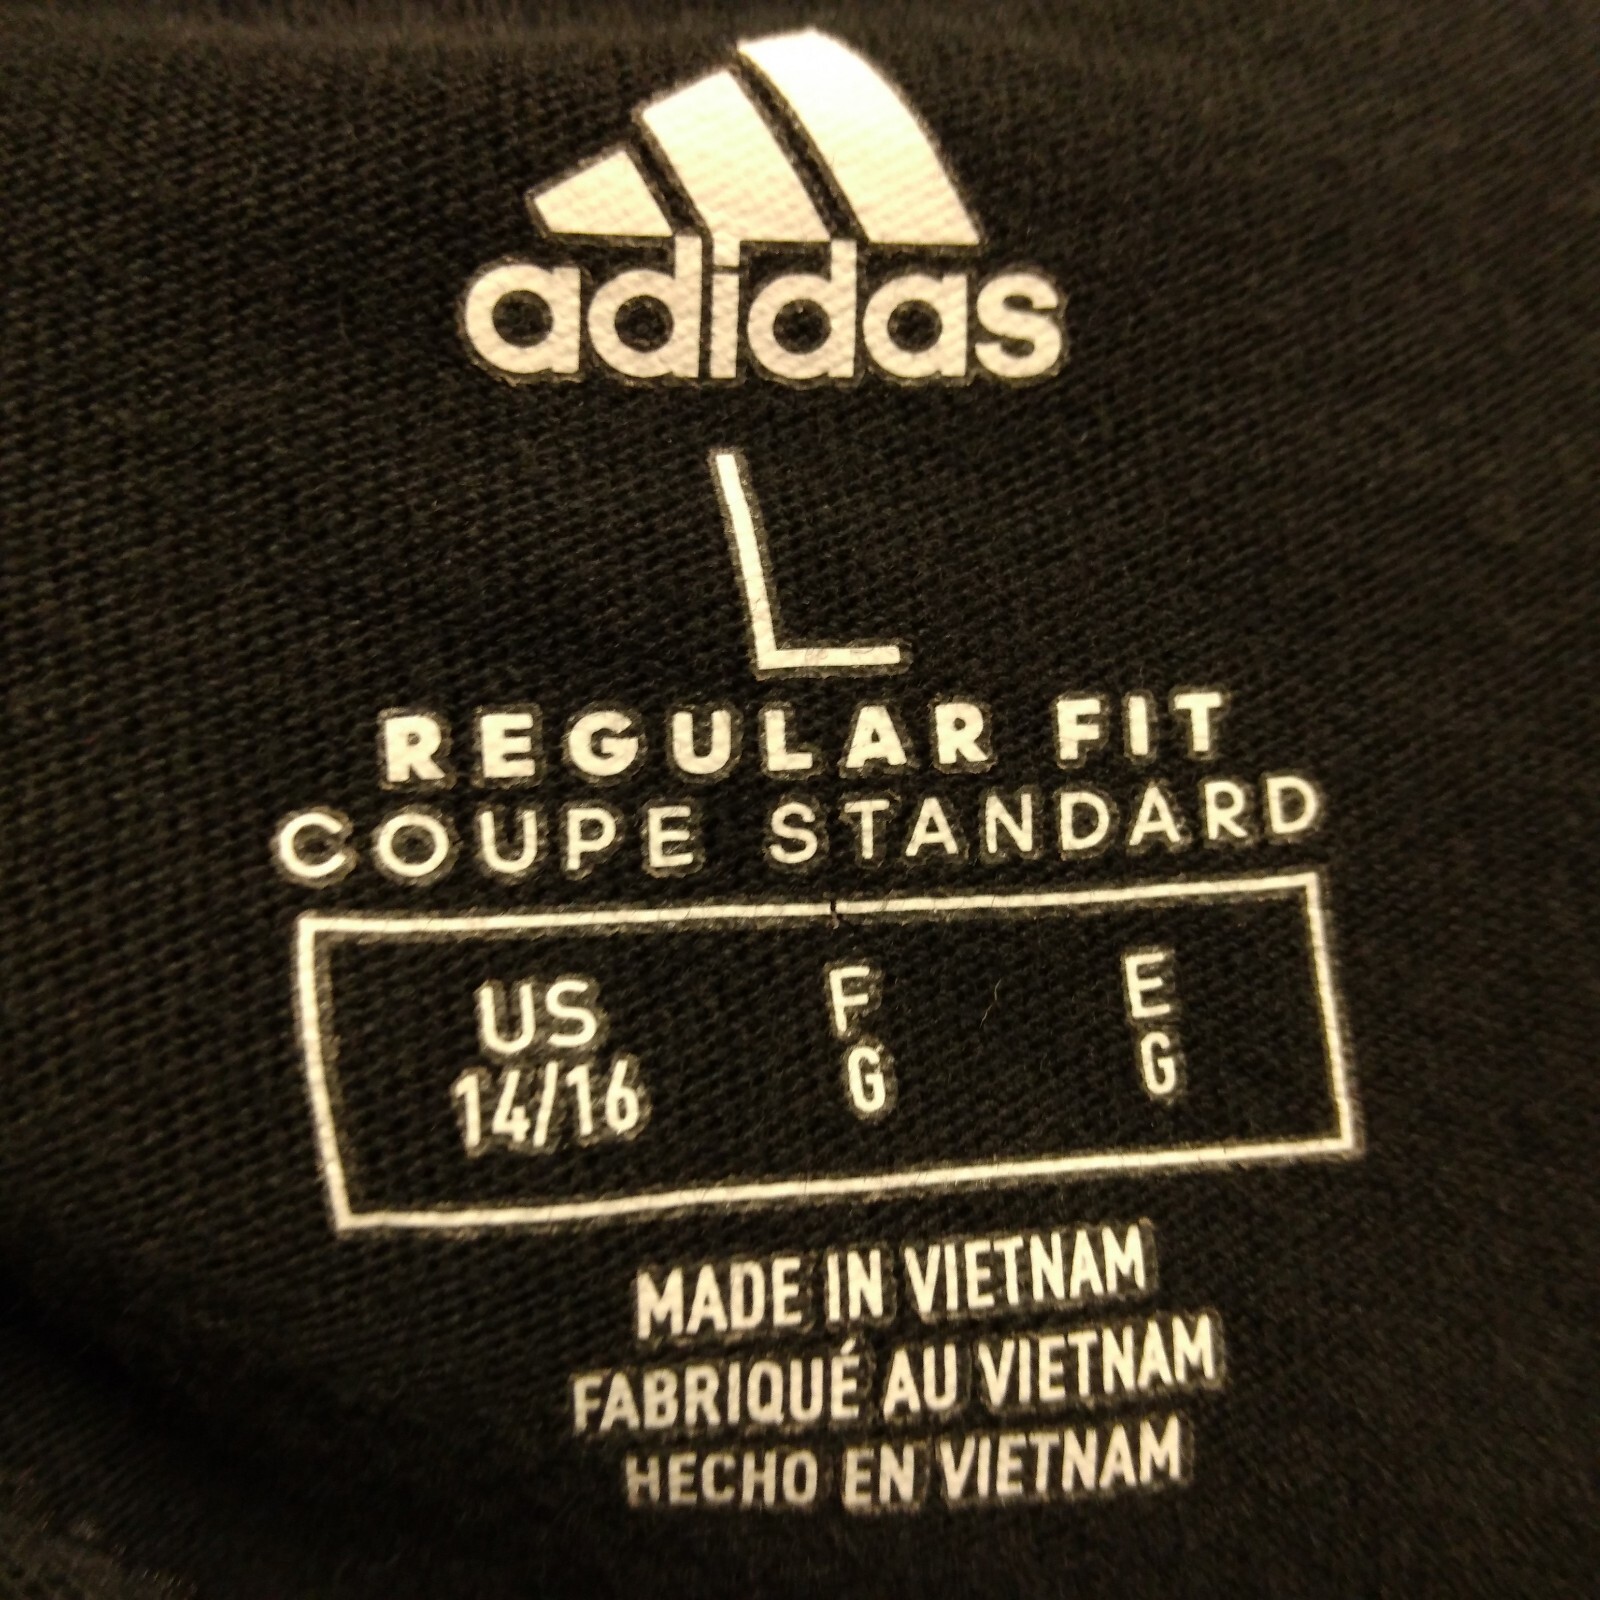 adidas
L
REGULAR FIT
COUPE STANDARD
US F E
14/16 G G
MADE IN VIETNAM
FABRIQUÉ AU VIETNAM
HECHO EN VIETNAM